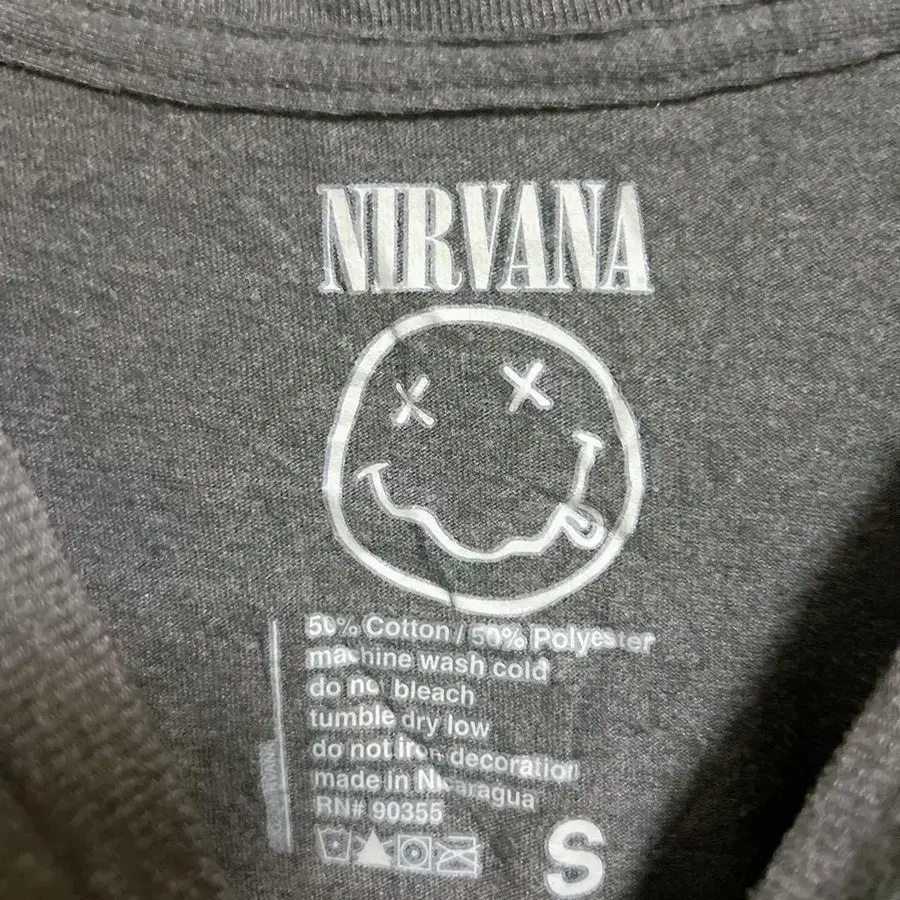 NIRVANA
50% Cotton / 50% Polyester
machine wash cold
do not bleach
tumble dry low
do not iron decoration
made in Nicaragua
RN# 90355
S
NIRVANA